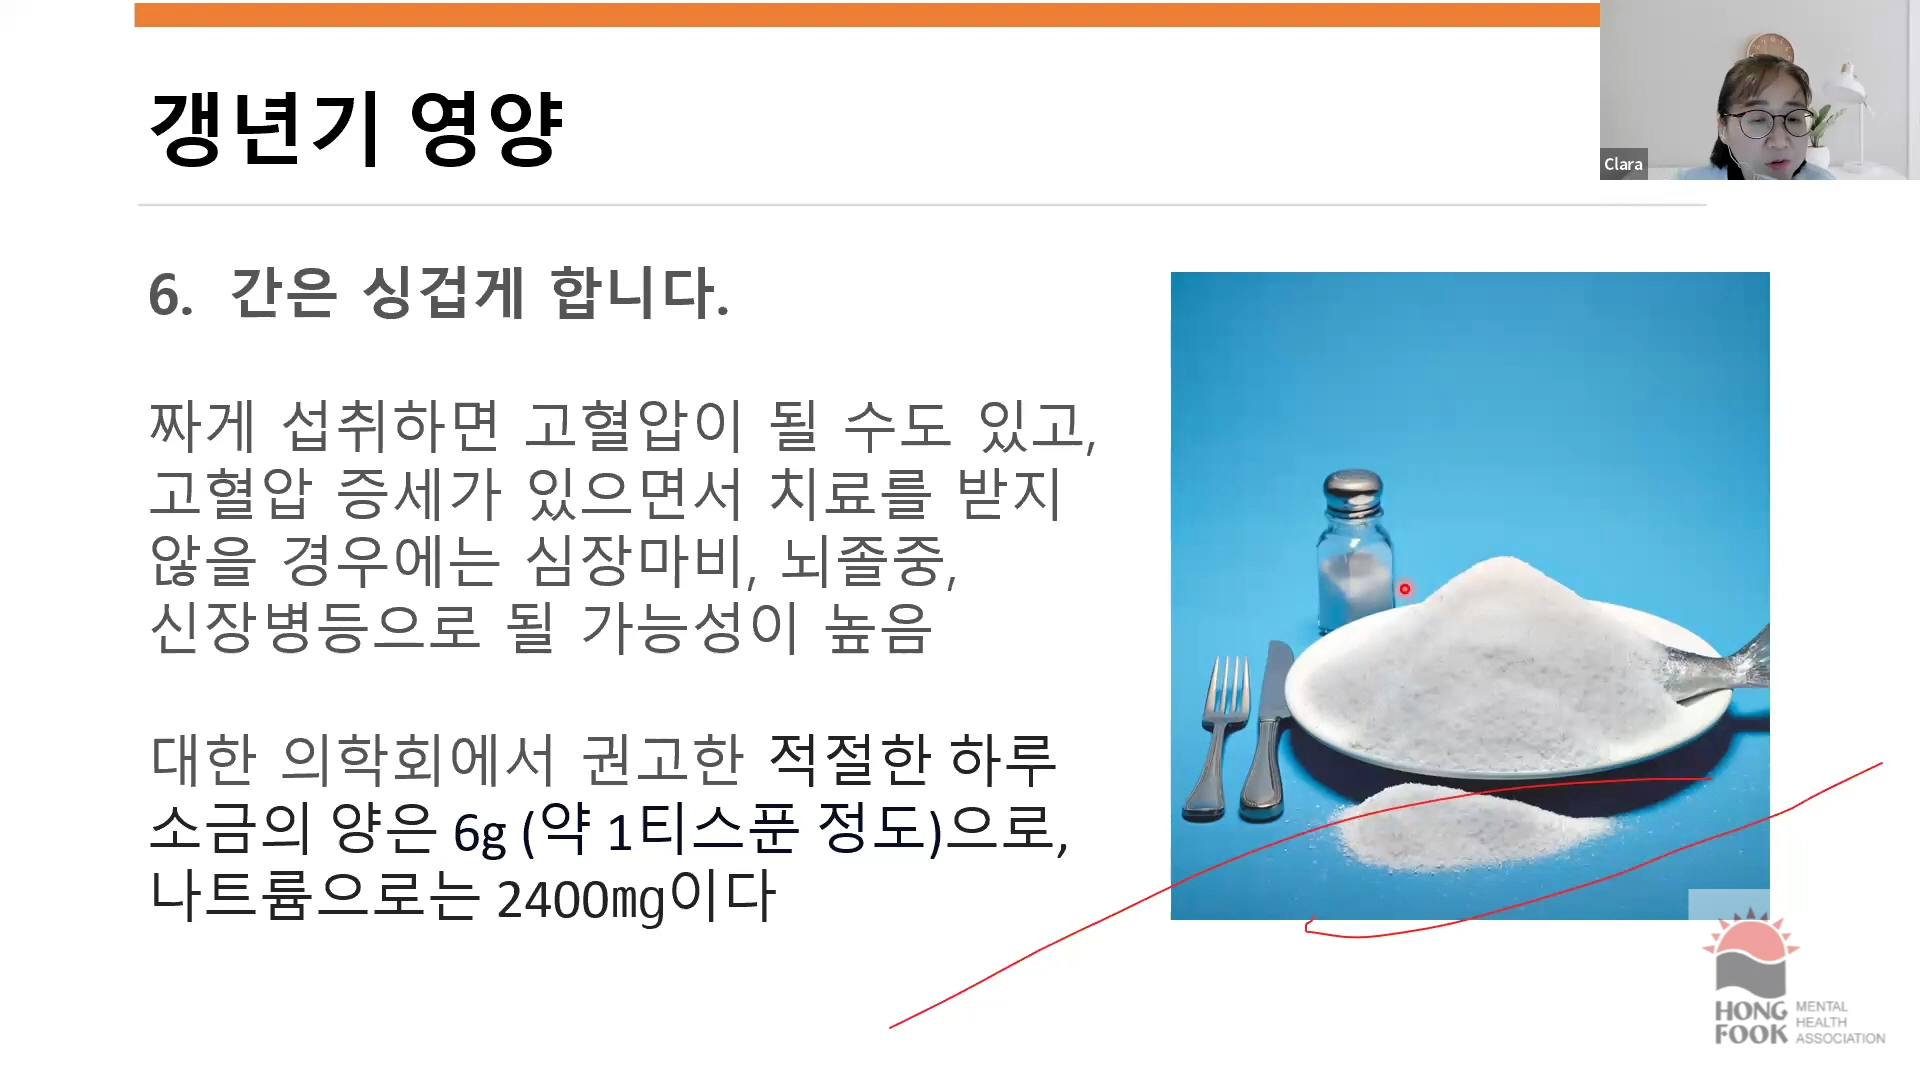 갱년기 영양
Clara
6. 간은 싱겁게 합니다.
짜게 섭취하면 고혈압이 될 수도 있고,
고혈압 증세가 있으면서 치료를 받지
않을 경우에는 심장마비, 뇌졸중,
신장병등으로 될 가능성이 높음
대한 의학회에서 권고한 적절한 하루
소금의 양은 6g (약 1티스푼 정도)으로,
나트륨으로는 2400㎎이다
HONG FOOK
MENTAL
HEALTH
ASSOCIATION